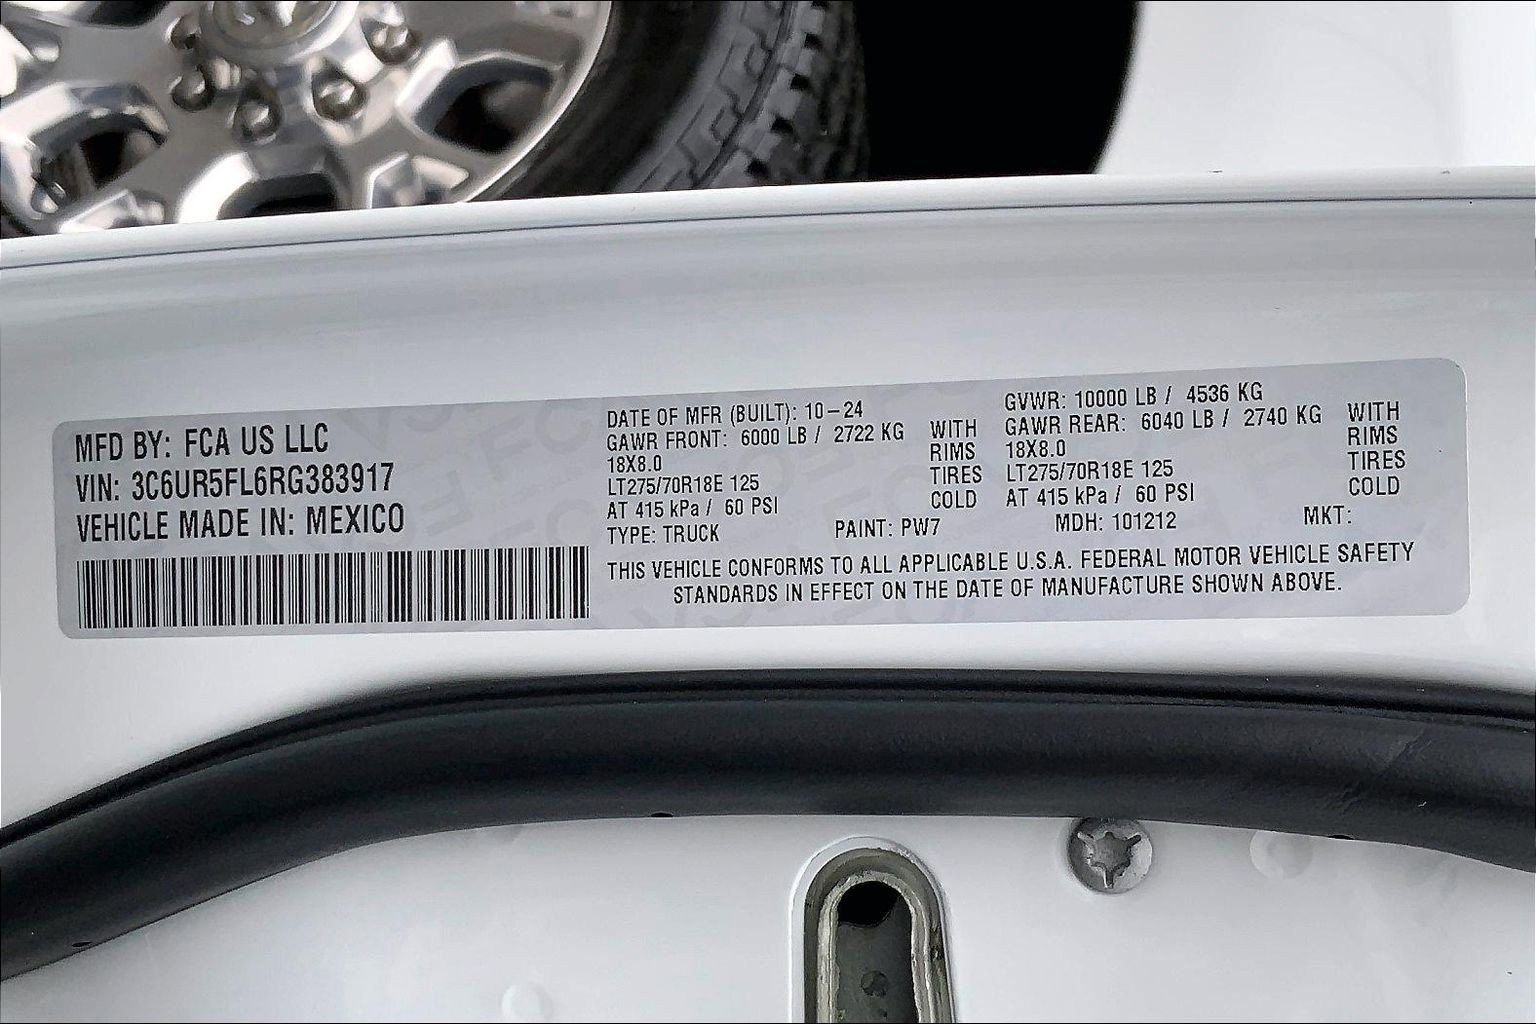 MFD BY: FCA US LLC
VIN: 3C6UR5FL6RG383917
VEHICLE MADE IN: MEXICO
DATE OF MFR (BUILT): 10-24
GAWR FRONT: 6000 LB / 2722 KG WITH
18X8.0 RIMS
LT275/70R18E 125 TIRES
AT 415 kPa / 60 PSI COLD
GVWR: 10000 LB / 4536 KG
GAWR REAR: 6040 LB / 2740 KG WITH
18X8.0 RIMS
LT275/70R18E 125 TIRES
AT 415 kPa / 60 PSI COLD
TYPE: TRUCK PAINT: PW7 MDH: 101212 MKT:
THIS VEHICLE CONFORMS TO ALL APPLICABLE U.S.A. FEDERAL MOTOR VEHICLE SAFETY
STANDARDS IN EFFECT ON THE DATE OF MANUFACTURE SHOWN ABOVE.